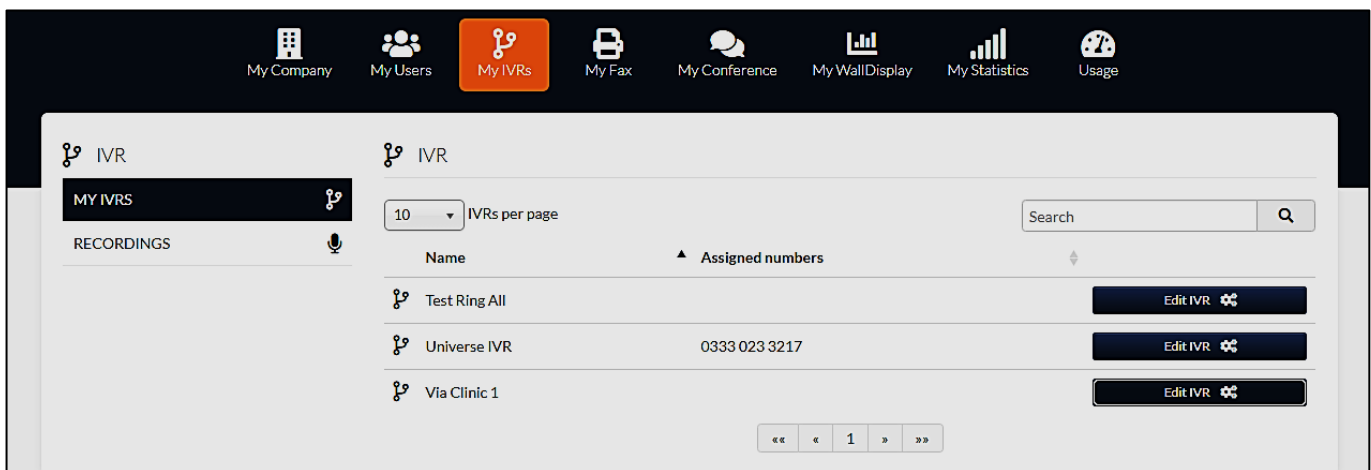 My Company My Users My IVRs My Fax My Conference My WallDisplay My Statistics Usage
IVR
MY IVRS
RECORDINGS
IVR
10 IVRs per page Search
Name Assigned numbers
Test Ring All Edit IVR
Universe IVR 0333 023 3217 Edit IVR
Via Clinic 1 Edit IVR
«« « 1 » »»